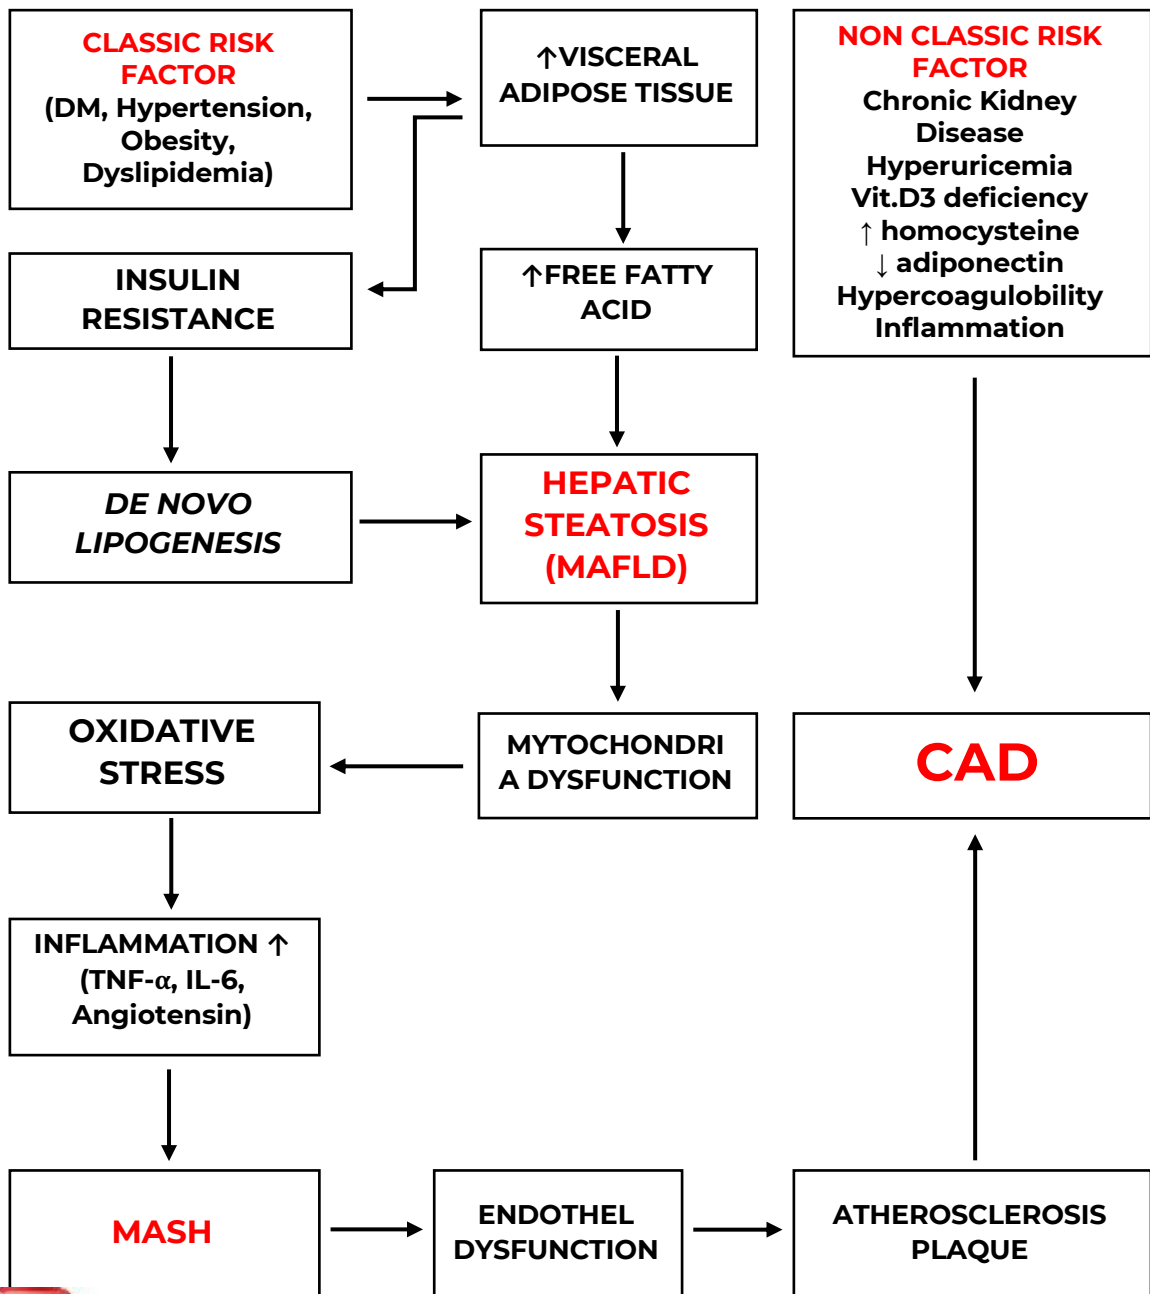 CLASSIC RISK
FACTOR
(DM, Hypertension,
Obesity,
Dyslipidemia)
↑VISCERAL
ADIPOSE TISSUE
NON CLASSIC RISK
FACTOR
Chronic Kidney
Disease
Hyperuricemia
Vit.D3 deficiency
↑ homocysteine
↓ adiponectin
Hypercoagulobility
Inflammation
INSULIN
RESISTANCE
↑FREE FATTY
ACID
DE NOVO
LIPOGENESIS
HEPATIC
STEATOSIS
(MAFLD)
OXIDATIVE
STRESS
MYTOCHONDRI
A DYSFUNCTION
CAD
INFLAMMATION ↑
(TNF-α, IL-6,
Angiotensin)
MASH
ENDOTHEL
DYSFUNCTION
ATHEROSCLEROSIS
PLAQUE